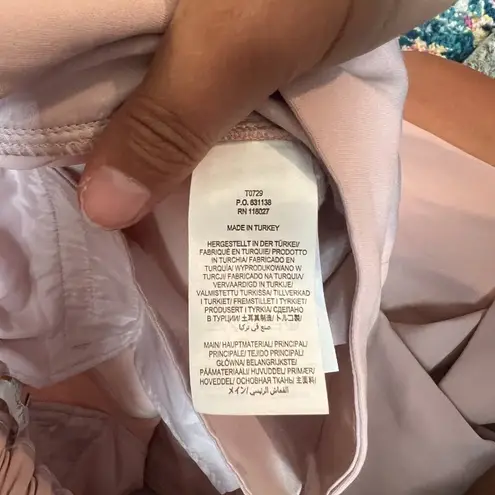 T0729
P.O. 631138
RN 118027
MADE IN TURKEY
HERGESTELLT IN DER TÜRKEI/
FABRIQUÉ EN TURQUIE/ PRODOTTO
IN TURCHIA/ FABRICADO EN
TURQUÍA/ WYPRODUKOWANO W
TURCJI/ FABRICADO NA TURQUIA/
VERVAARDIGD IN TURKIJE/
VALMISTETTU TURKISSA/ TILLVERKAD
I TURKIET/ FREMSTILLET I TYRKIET/
PRODUSERT I TYRKIA/ СДЕЛАНО
В ТУРЦИИ/ 土耳其制造/ トルコ製/
صنع في تركيا
MAIN/ HAUPTMATERIAL/ PRINCIPAL/
PRINCIPALE/ TEJIDO PRINCIPAL/
GŁÓWNA/ BELANGRIJKSTE/
PÄÄMATERIAALI/ HUVUDDEL/ PRIMÆR/
HOVEDDEL/ ОСНОВНАЯ ТКАНЬ/ 主料/
メイン/ القماش الرئيسي